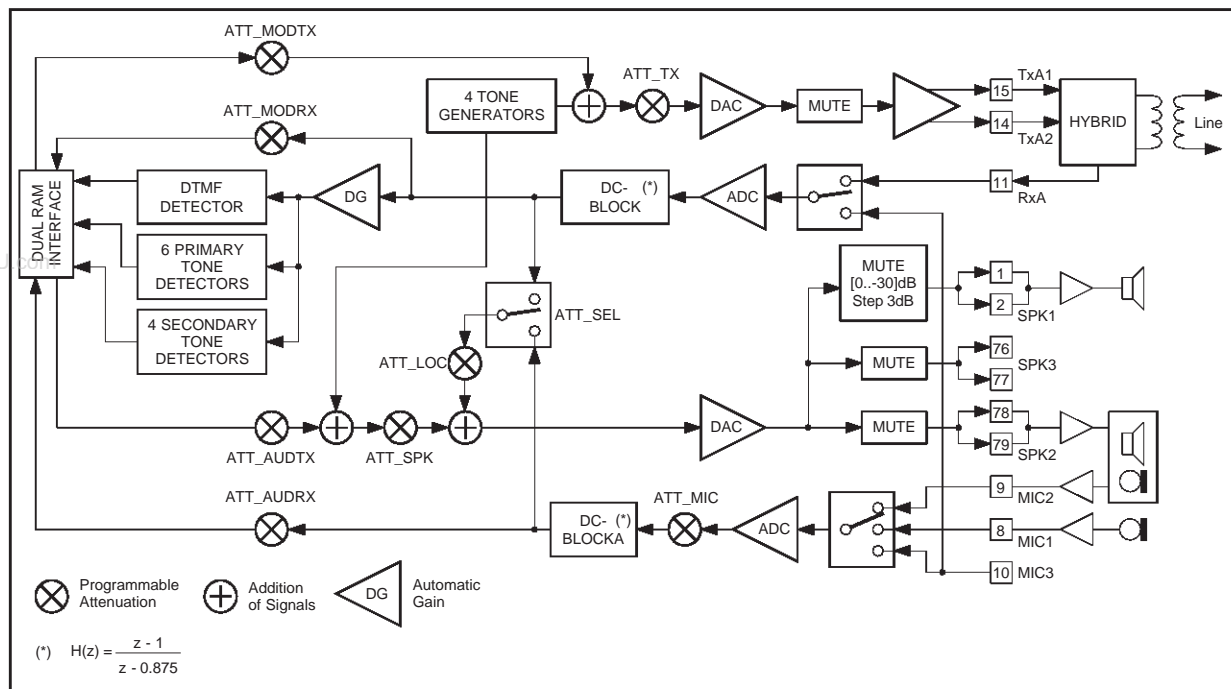 ATT_MODTX
ATT_TX
TxA1
4 TONE
GENERATORS
DAC
MUTE
15
14
TxA2
HYBRID
Line
ATT_MODRX
DUAL RAM
INTERFACE
DTMF
DETECTOR
DG
DC- (*)
BLOCK
ADC
11
RxA
6 PRIMARY
TONE
DETECTORS
4 SECONDARY
TONE
DETECTORS
ATT_SEL
ATT_LOC
MUTE
[0..-30]dB
Step 3dB
1
2
SPK1
MUTE
76
77
SPK3
ATT_AUDTX
ATT_SPK
DAC
MUTE
78
79
SPK2
ATT_AUDRX
DC- (*)
BLOCKA
ATT_MIC
ADC
9
MIC2
8
MIC1
10
MIC3
Programmable
Attenuation
Addition
of Signals
DG
Automatic
Gain
(*) H(z) = z - 1
z - 0.875